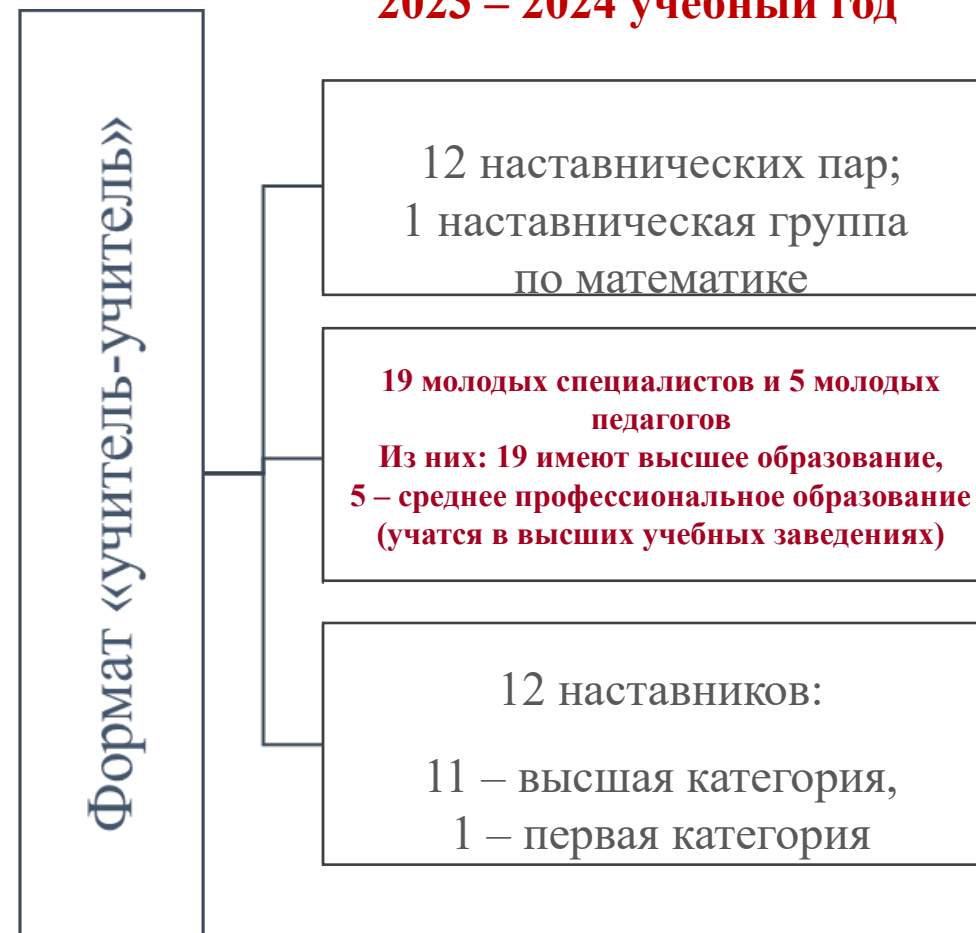 2023 – 2024 учебный год
Формат «учитель-учитель»
12 наставнических пар;
1 наставническая группа
по математике
19 молодых специалистов и 5 молодых
педагогов
Из них: 19 имеют высшее образование,
5 – среднее профессиональное образование
(учатся в высших учебных заведениях)
12 наставников:
11 – высшая категория,
1 – первая категория